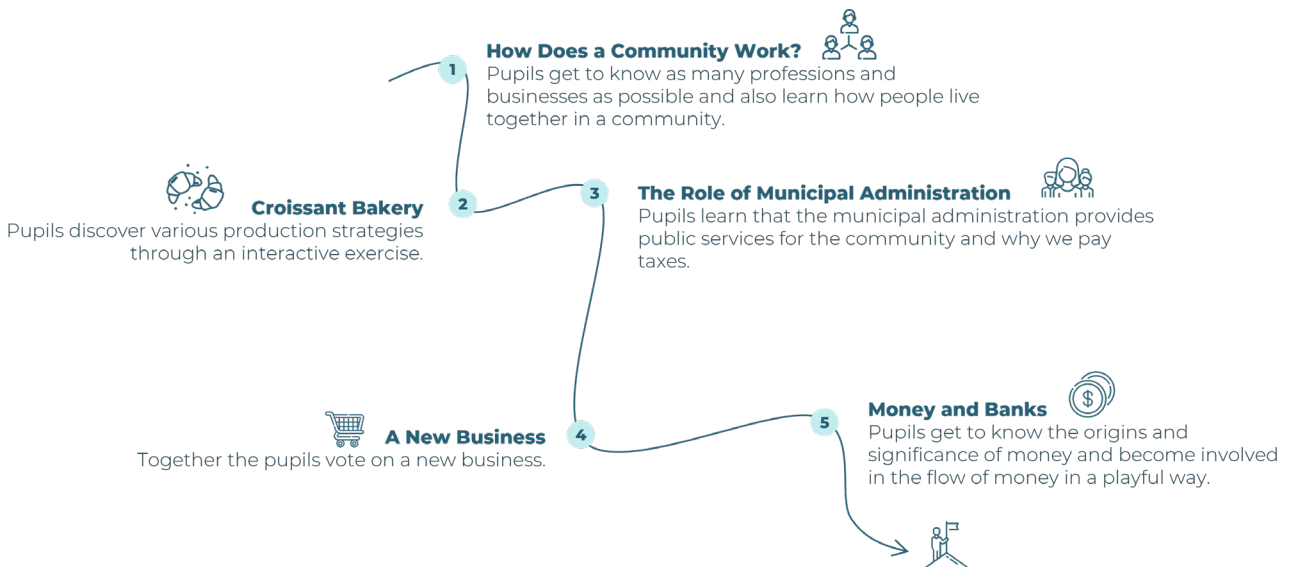 1
How Does a Community Work?
Pupils get to know as many professions and
businesses as possible and also learn how people live
together in a community.
2
Croissant Bakery
Pupils discover various production strategies
through an interactive exercise.
3
The Role of Municipal Administration
Pupils learn that the municipal administration provides
public services for the community and why we pay
taxes.
4
A New Business
Together the pupils vote on a new business.
5
Money and Banks
$
Pupils get to know the origins and
significance of money and become involved
in the flow of money in a playful way.